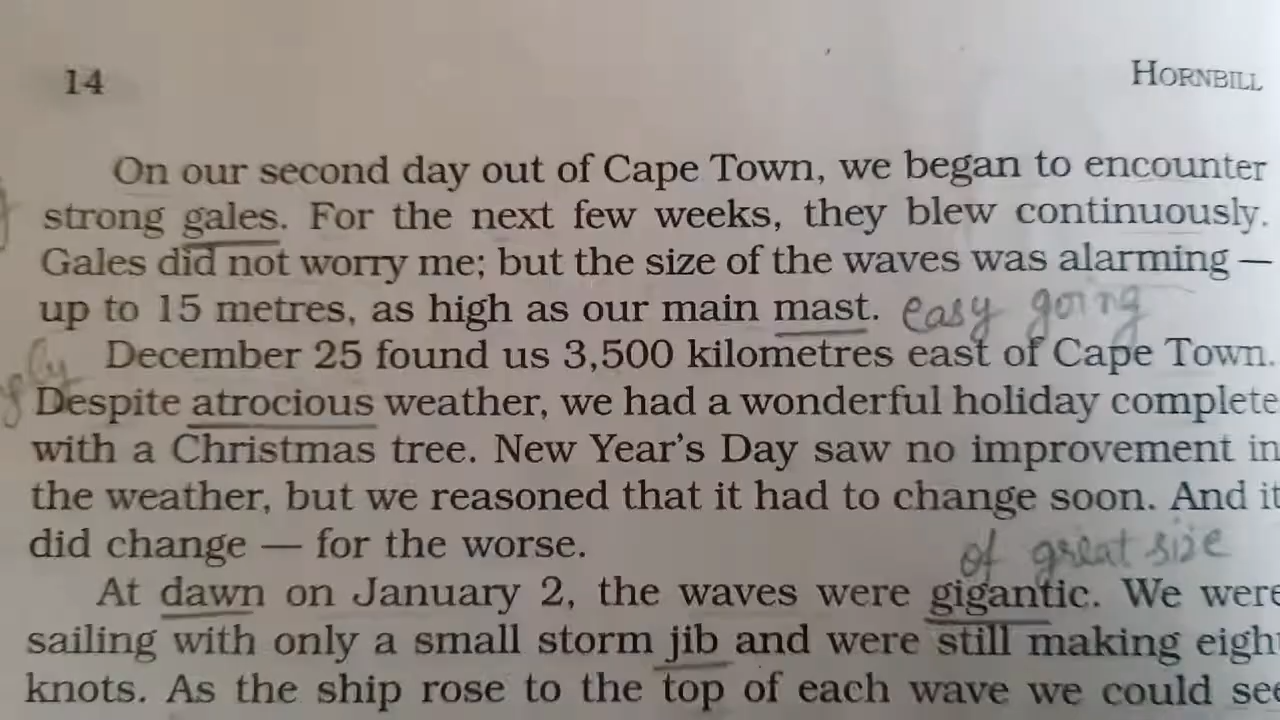 14
HORNBILL
On our second day out of Cape Town, we began to encounter
strong gales. For the next few weeks, they blew continuously.
Gales did not worry me; but the size of the waves was alarming —
up to 15 metres, as high as our main mast. easy going
December 25 found us 3,500 kilometres east of Cape Town.
Despite atrocious weather, we had a wonderful holiday complete
with a Christmas tree. New Year's Day saw no improvement in
the weather, but we reasoned that it had to change soon. And it
did change — for the worse.
of great size
At dawn on January 2, the waves were gigantic. We were
sailing with only a small storm jib and were still making eight
knots. As the ship rose to the top of each wave we could see